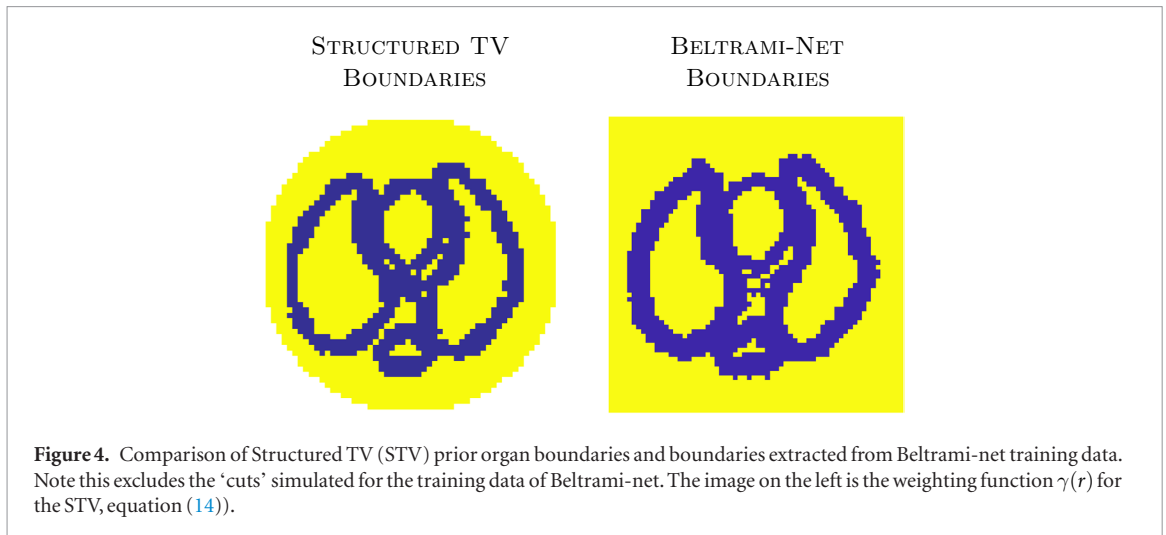 STRUCTURED TV
BOUNDARIES
BELTRAMI-NET
BOUNDARIES
Figure 4. Comparison of Structured TV (STV) prior organ boundaries and boundaries extracted from Beltrami-net training data.
Note this excludes the ‘cuts’ simulated for the training data of Beltrami-net. The image on the left is the weighting function γ(r) for
the STV, equation (14)).